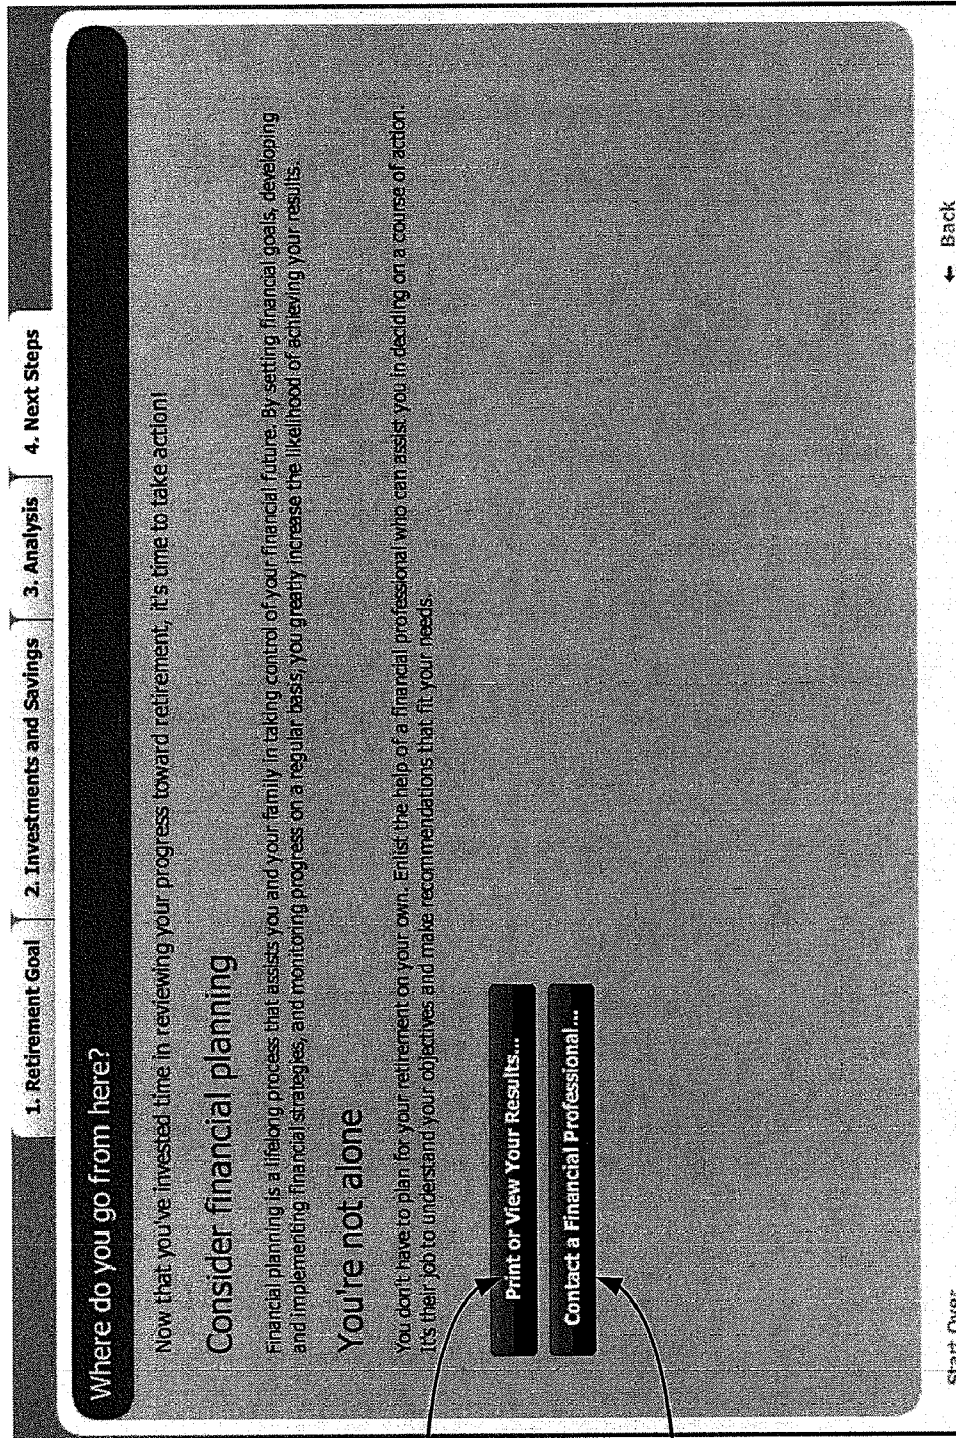 1. Retirement Goal
2. Investments and Savings
3. Analysis
4. Next Steps
Where do you go from here?
Now that you've invested time in reviewing your progress toward retirement, it's time to take action!
Consider financial planning
Financial planning is a lifelong process that assists you and your family in taking control of your financial future. By setting financial goals, developing
and implementing financial strategies, and monitoring progress on a regular basis, you greatly increase the likelihood of achieving your results.
You're not alone
You don't have to plan for your retirement on your own. Enlist the help of a financial professional who can assist you in deciding on a course of action.
It's their job to understand your objectives and make recommendations that fit your needs.
Print or View Your Results...
Contact a Financial Professional...
Start Over
← Back